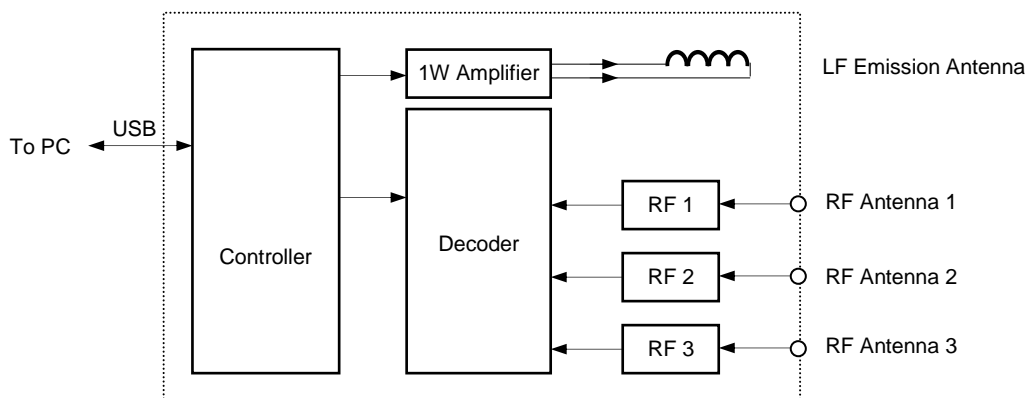 1W Amplifier
LF Emission Antenna
USB
To PC
Controller
Decoder
RF 1
RF Antenna 1
RF 2
RF Antenna 2
RF 3
RF Antenna 3